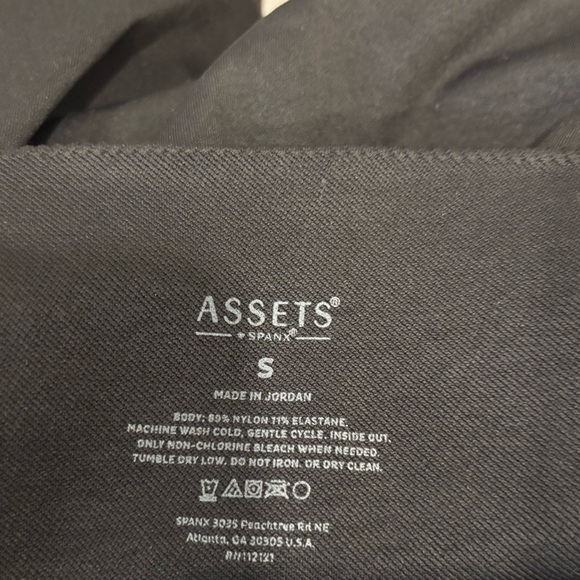 ASSETS®
SPANX®
S
MADE IN JORDAN
BODY: 89% NYLON 11% ELASTANE.
MACHINE WASH COLD, GENTLE CYCLE. INSIDE OUT.
ONLY NON-CHLORINE BLEACH WHEN NEEDED.
TUMBLE DRY LOW. DO NOT IRON. OR DRY CLEAN.
SPANX 3035 Peachtree Rd NE
Atlanta, GA 30305 U.S.A.
RN112121